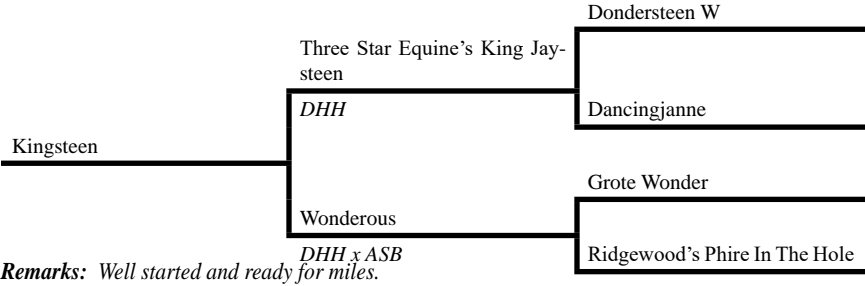 Dondersteen W
Three Star Equine's King Jay-
steen
DHH
Dancingjanne
Kingsteen
Grote Wonder
Wonderous
DHH x ASB
Ridgewood's Phire In The Hole
Remarks: Well started and ready for miles.